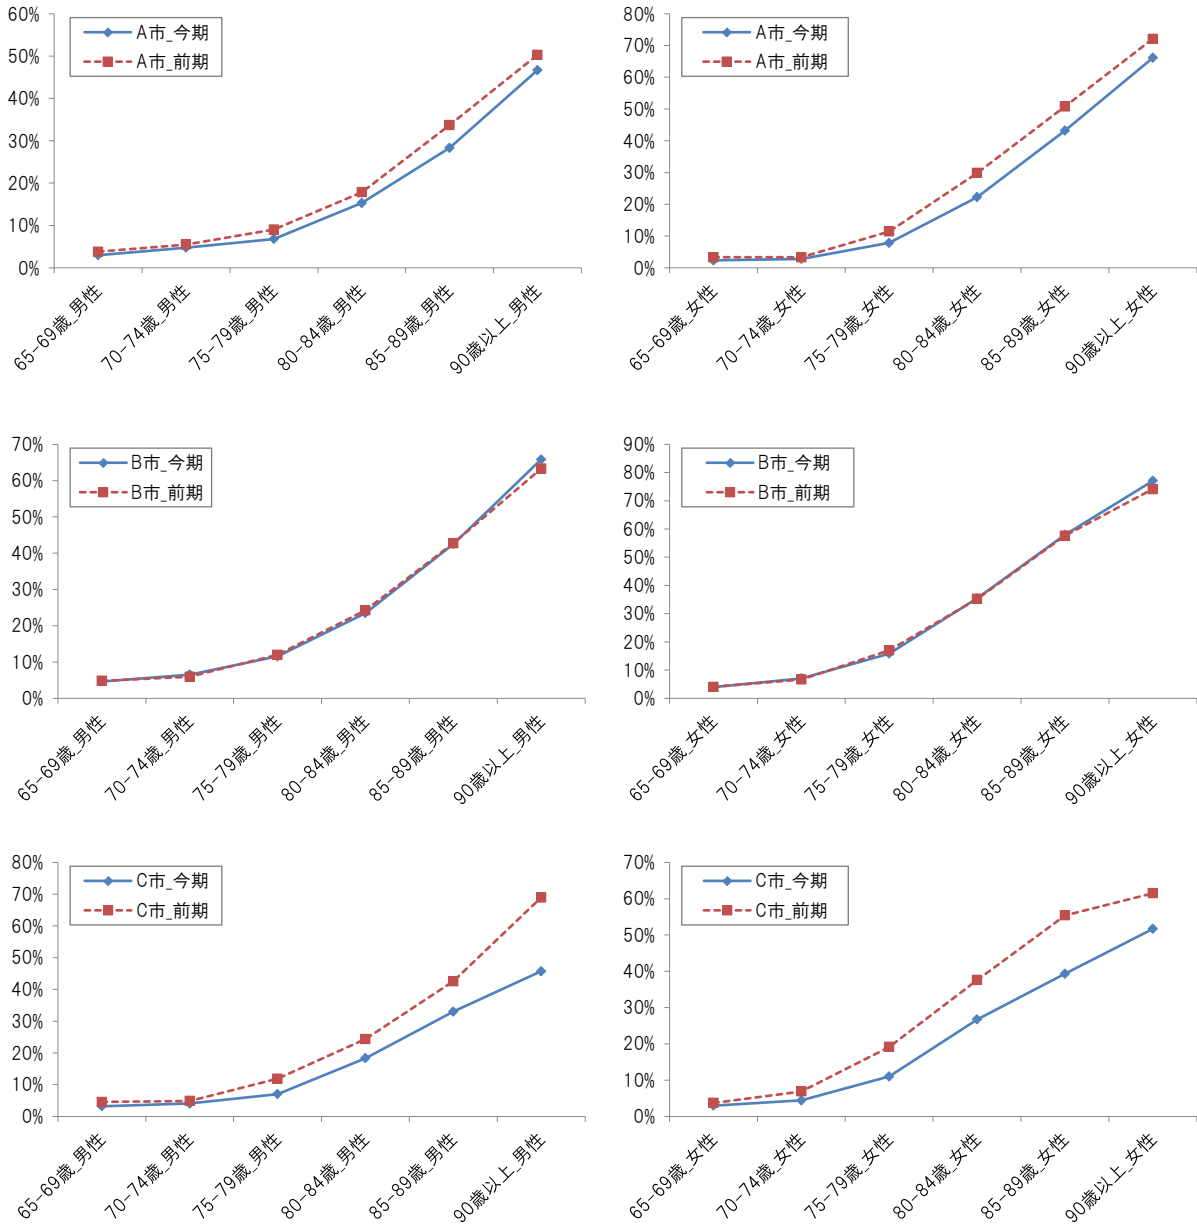 60%
50%
40%
30%
20%
10%
0%
A市_今期
A市_前期
65-69歳_男性
70-74歳_男性
75-79歳_男性
80-84歳_男性
85-89歳_男性
90歳以上_男性
80%
70%
60%
50%
40%
30%
20%
10%
0%
A市_今期
A市_前期
65-69歳_女性
70-74歳_女性
75-79歳_女性
80-84歳_女性
85-89歳_女性
90歳以上_女性
70%
60%
50%
40%
30%
20%
10%
0%
B市_今期
B市_前期
65-69歳_男性
70-74歳_男性
75-79歳_男性
80-84歳_男性
85-89歳_男性
90歳以上_男性
90%
80%
70%
60%
50%
40%
30%
20%
10%
0%
B市_今期
B市_前期
65-69歳_女性
70-74歳_女性
75-79歳_女性
80-84歳_女性
85-89歳_女性
90歳以上_女性
80%
70%
60%
50%
40%
30%
20%
10%
0%
C市_今期
C市_前期
65-69歳_男性
70-74歳_男性
75-79歳_男性
80-84歳_男性
85-89歳_男性
90歳以上_男性
70%
60%
50%
40%
30%
20%
10%
0%
C市_今期
C市_前期
65-69歳_女性
70-74歳_女性
75-79歳_女性
80-84歳_女性
85-89歳_女性
90歳以上_女性